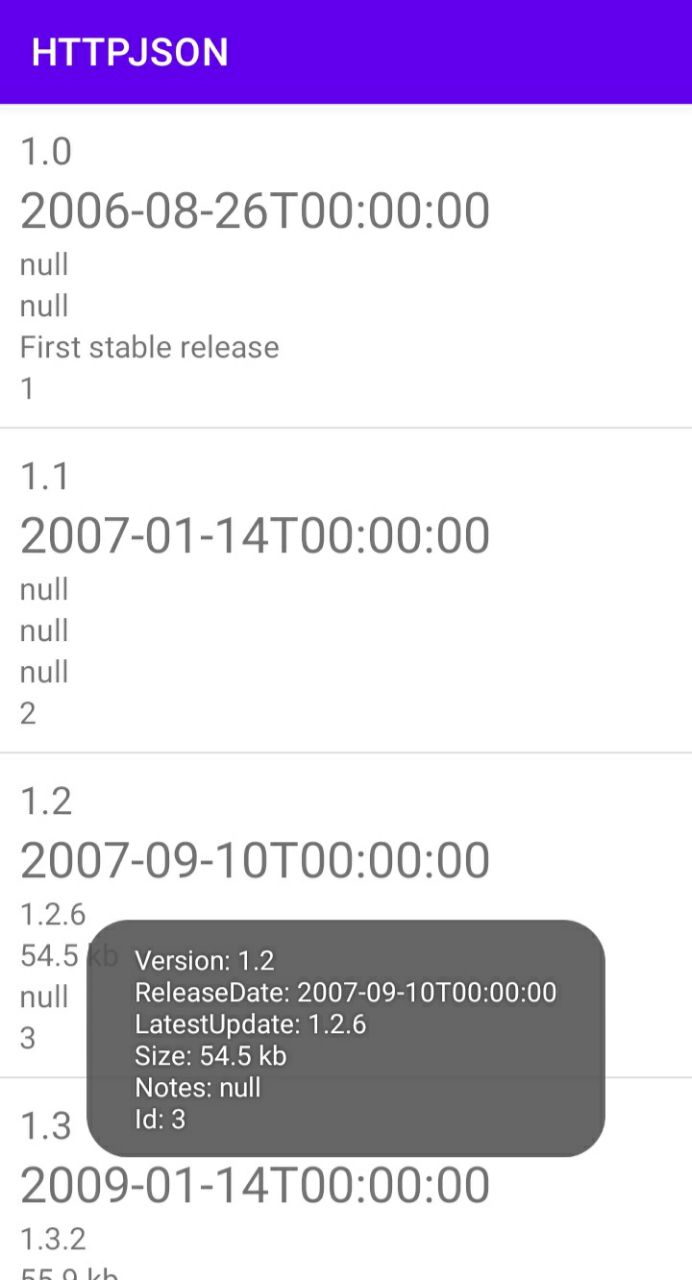 HTTPJSON
1.0
2006-08-26T00:00:00
null
null
First stable release
1
1.1
2007-01-14T00:00:00
null
null
null
2
1.2
2007-09-10T00:00:00
1.2.6
54.5 kb
null
3
Version: 1.2
ReleaseDate: 2007-09-10T00:00:00
LatestUpdate: 1.2.6
Size: 54.5 kb
Notes: null
Id: 3
1.3
2009-01-14T00:00:00
1.3.2
55.9 kb